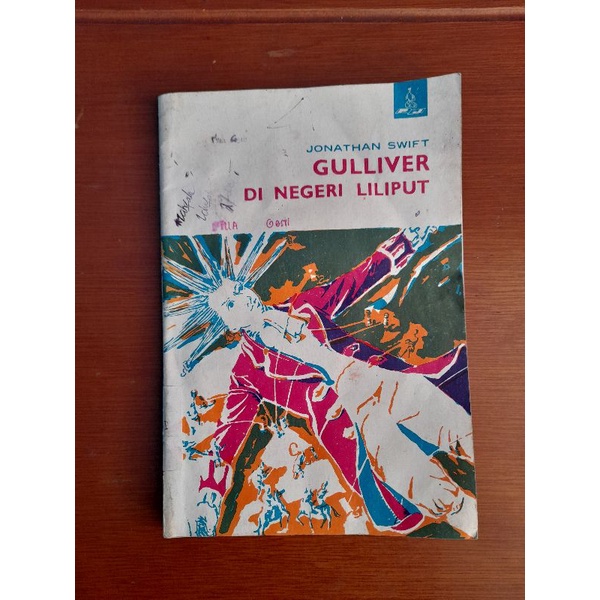 JONATHAN SWIFT
GULLIVER
DI NEGERI LILIPUT